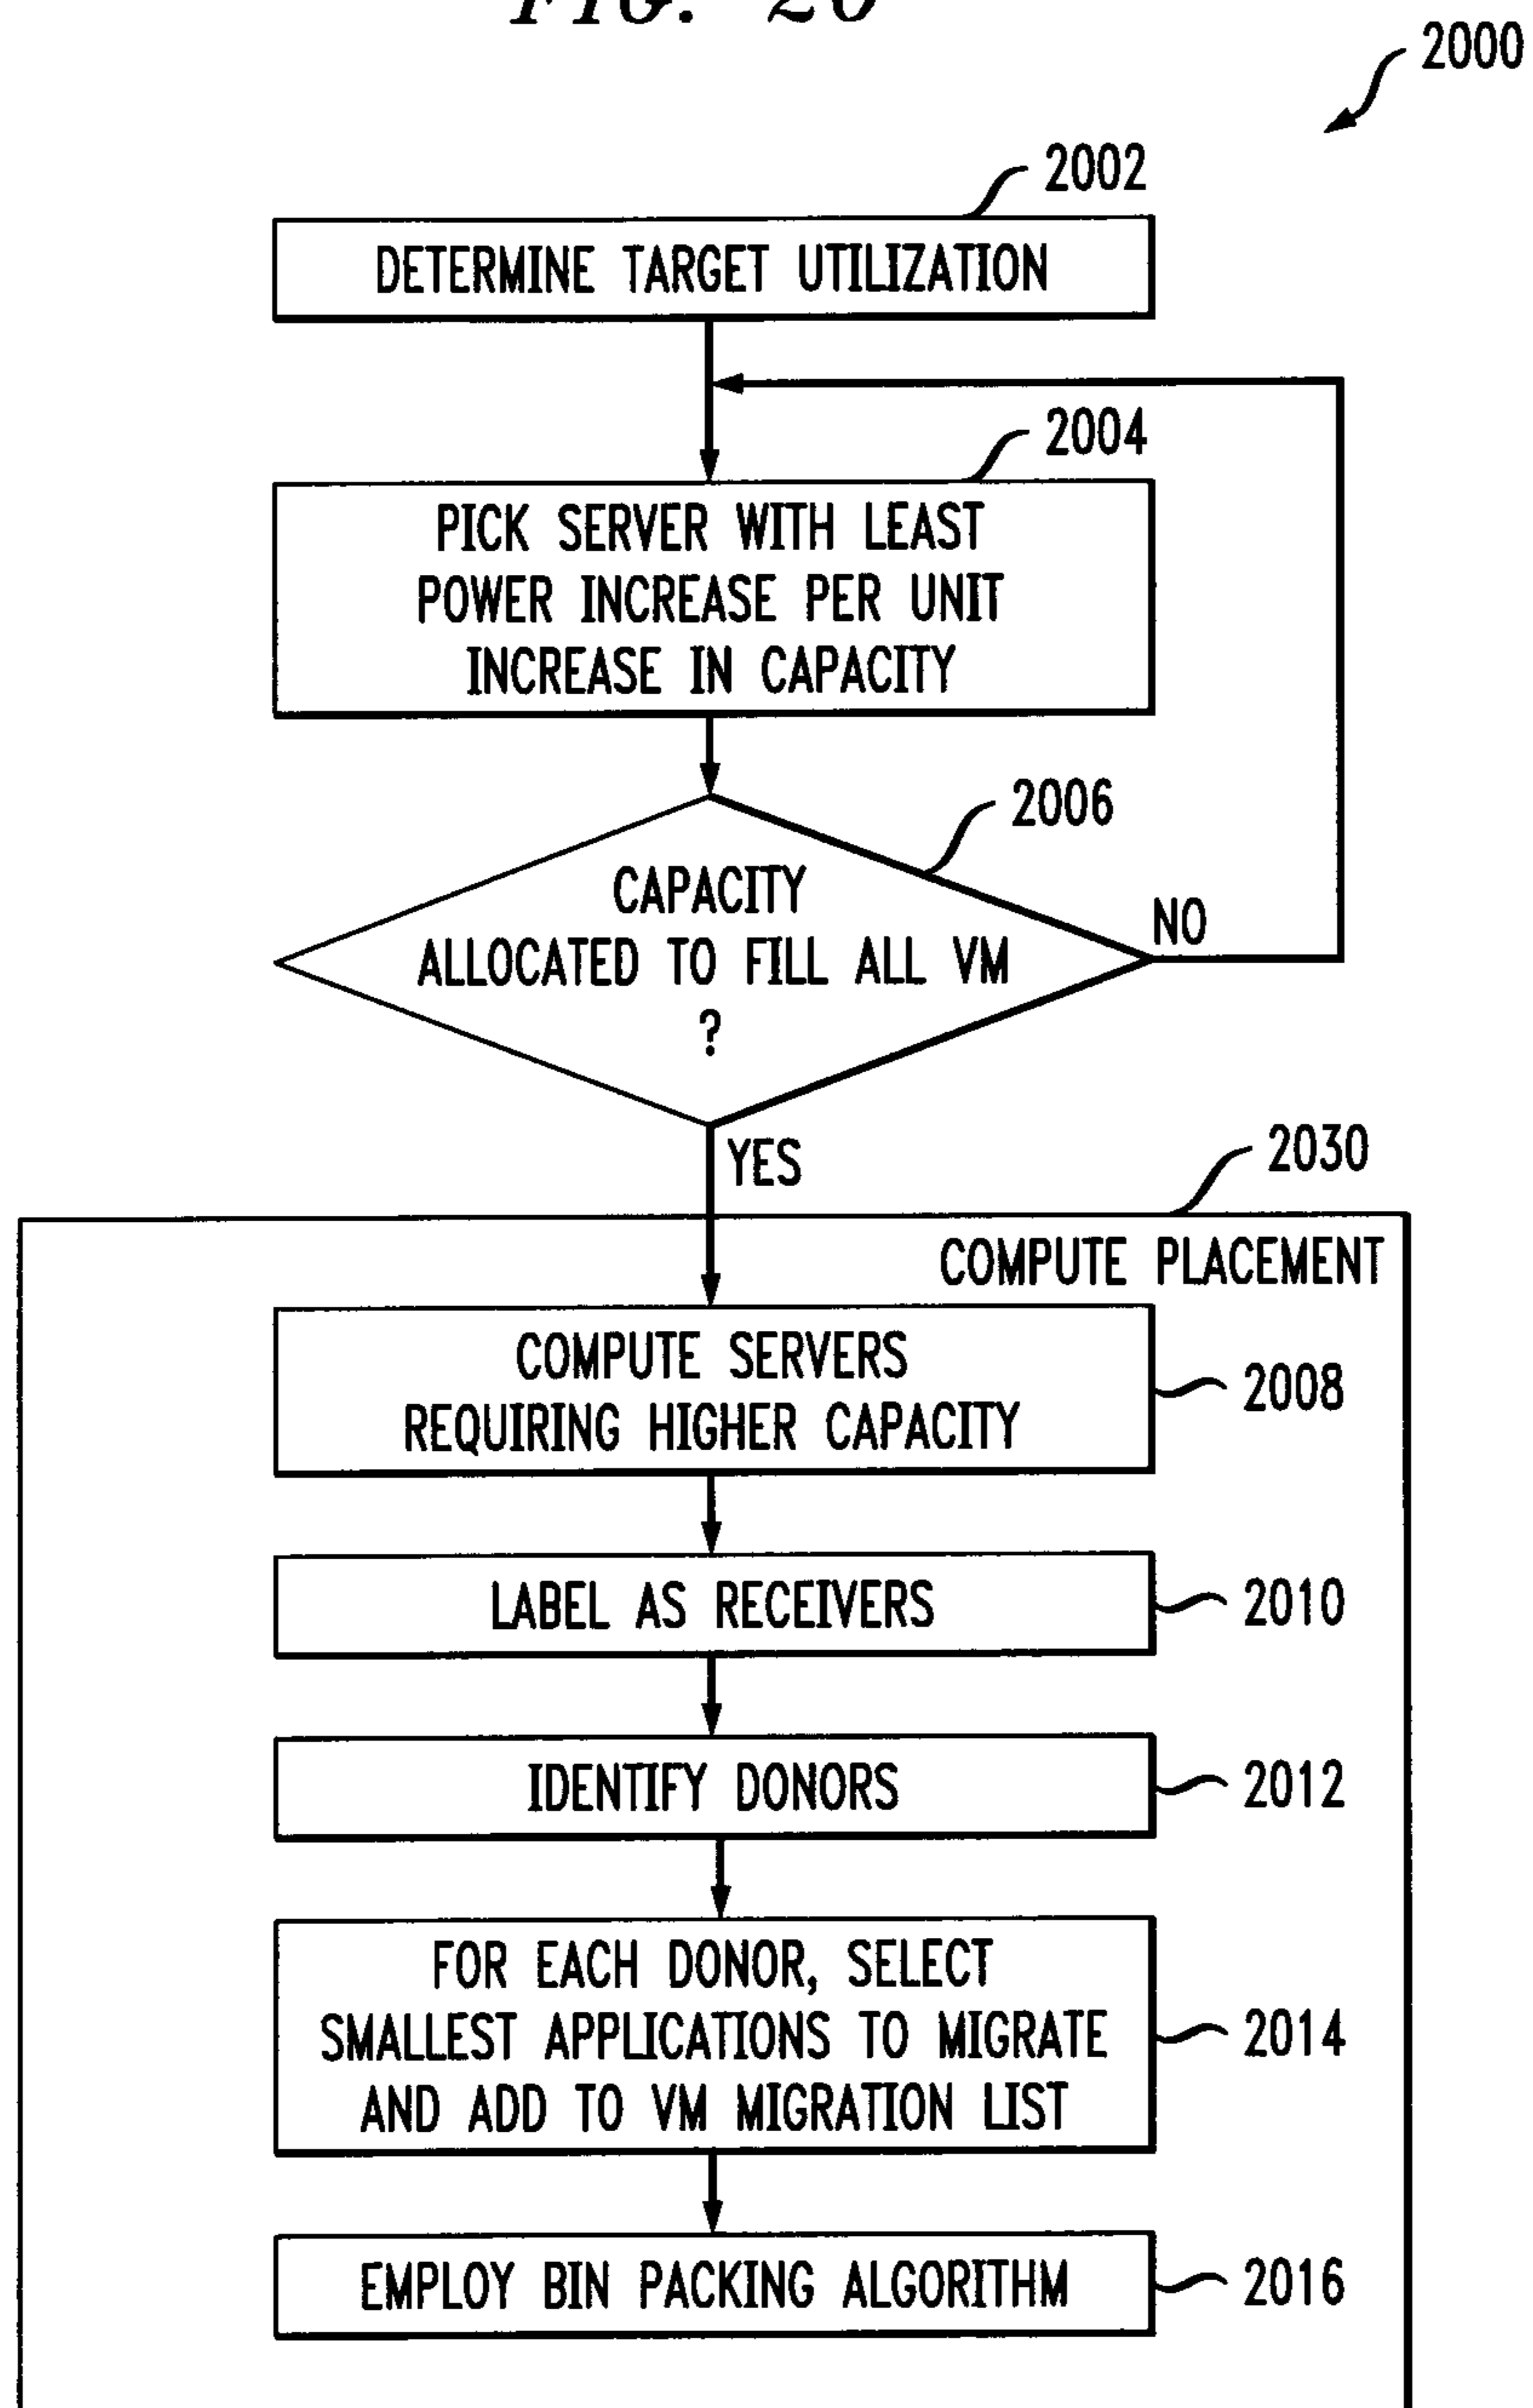 FIG. 20
2000
2002
DETERMINE TARGET UTILIZATION
2004
PICK SERVER WITH LEAST
POWER INCREASE PER UNIT
INCREASE IN CAPACITY
2006
CAPACITY
ALLOCATED TO FILL ALL VM
?
NO
YES
2030
COMPUTE PLACEMENT
COMPUTE SERVERS
REQUIRING HIGHER CAPACITY
2008
LABEL AS RECEIVERS
2010
IDENTIFY DONORS
2012
FOR EACH DONOR, SELECT
SMALLEST APPLICATIONS TO MIGRATE
AND ADD TO VM MIGRATION LIST
2014
EMPLOY BIN PACKING ALGORITHM
2016